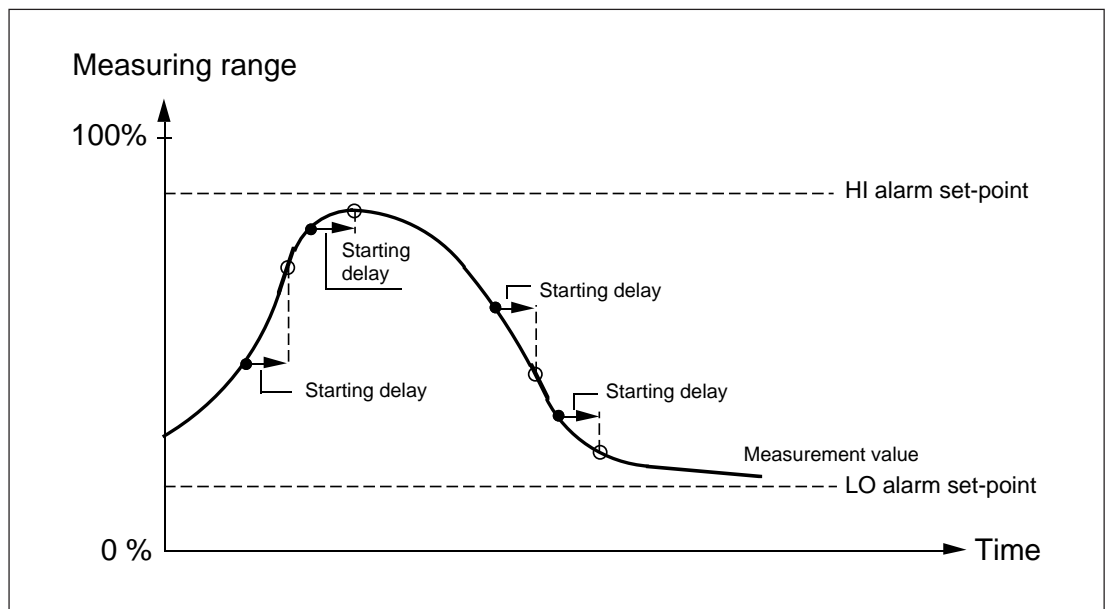 Measuring range
100%
HI alarm set-point
Starting
delay
Starting delay
Starting delay
Starting delay
Measurement value
LO alarm set-point
0 %
Time